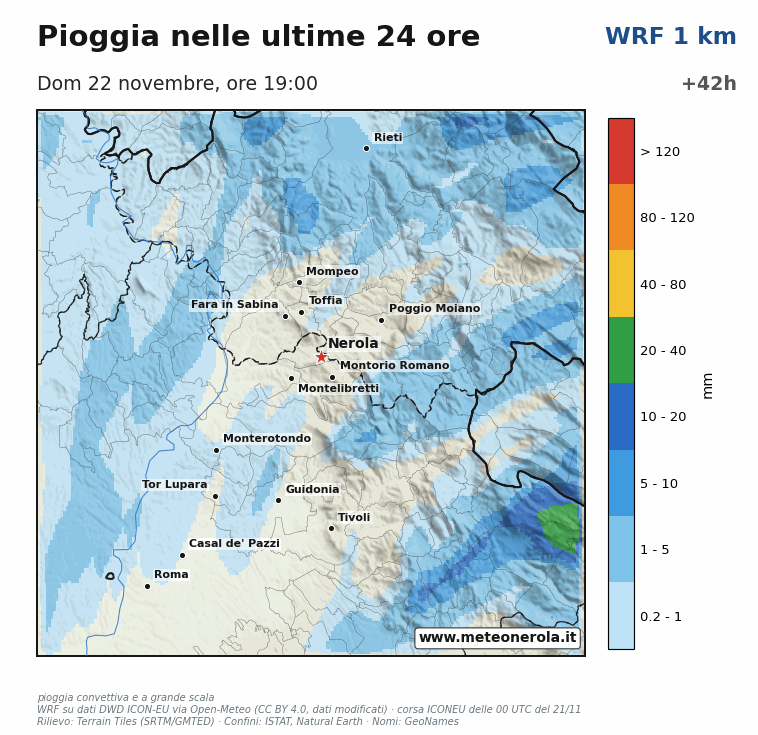 Pioggia nelle ultime 24 ore
WRF 1 km
Dom 22 novembre, ore 19:00
+42h
Rieti
Mompeo
Fara in Sabina
Toffia
Poggio Moiano
Nerola
Montorio Romano
Montelibretti
Monterotondo
Tor Lupara
Guidonia
Tivoli
Casal de' Pazzi
Roma
www.meteonerola.it
> 120
80 - 120
40 - 80
20 - 40
10 - 20
5 - 10
1 - 5
0.2 - 1
mm
pioggia convettiva e a grande scala
WRF su dati DWD ICON-EU via Open-Meteo (CC BY 4.0, dati modificati) · corsa ICONEU delle 00 UTC del 21/11
Rilievo: Terrain Tiles (SRTM/GMTED) · Confini: ISTAT, Natural Earth · Nomi: GeoNames